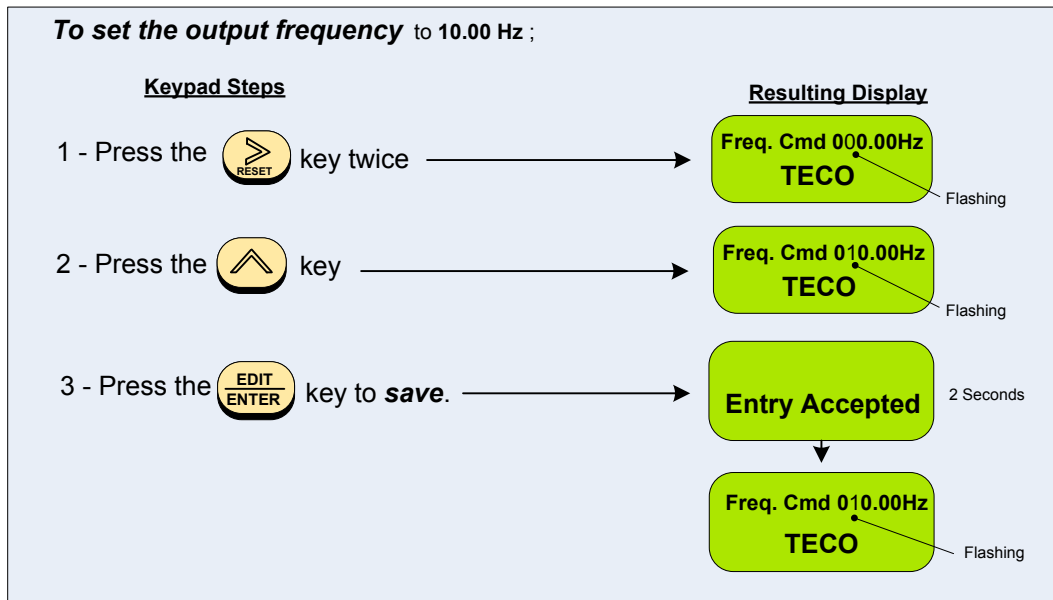 To set the output frequency to 10.00 Hz ;
Keypad Steps
Resulting Display
1 - Press the
RESET
key twice
Freq. Cmd 000.00Hz
TECO
Flashing
2 - Press the
key
Freq. Cmd 010.00Hz
TECO
Flashing
3 - Press the
EDIT
ENTER
key to save.
Entry Accepted
2 Seconds
Freq. Cmd 010.00Hz
TECO
Flashing